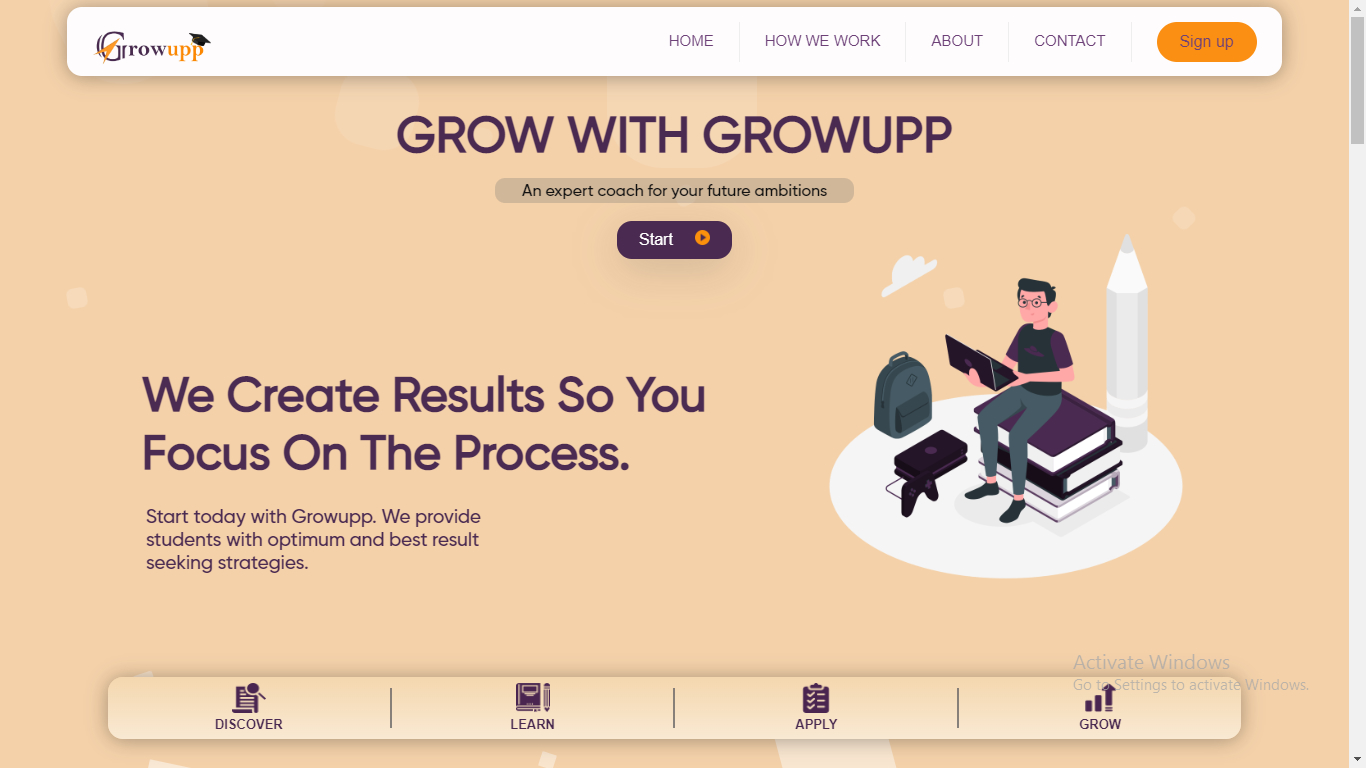 Growupp
HOME
HOW WE WORK
ABOUT
CONTACT
Sign up
GROW WITH GROWUPP
An expert coach for your future ambitions
Start
We Create Results So You
Focus On The Process.
Start today with Growupp. We provide
students with optimum and best result
seeking strategies.
Activate Windows
Go to Settings to activate Windows.
DISCOVER
LEARN
APPLY
GROW